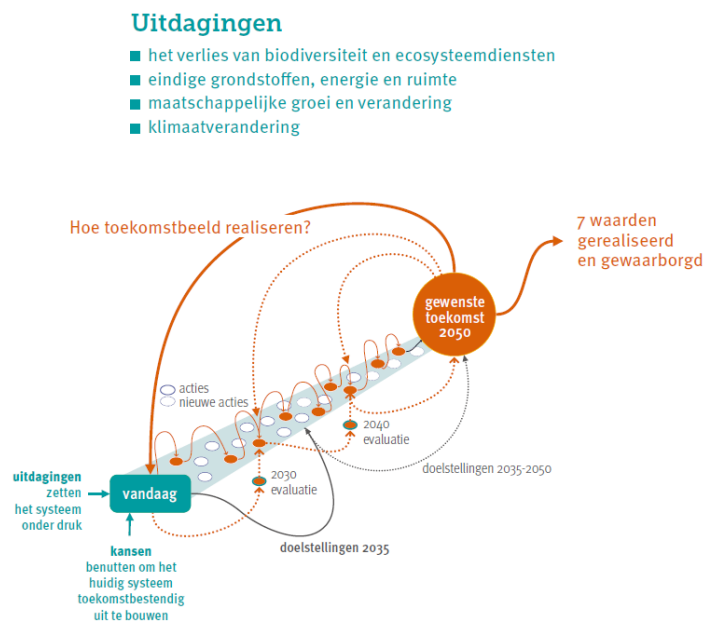 Uitdagingen
het verlies van biodiversiteit en ecosysteemdiensten
eindige grondstoffen, energie en ruimte
maatschappelijke groei en verandering
klimaatverandering
Hoe toekomstbeeld realiseren?
7 waarden
gerealiseerd
en gewaarborgd
gewenste
toekomst
2050
acties
nieuwe acties
2040
evaluatie
doelstellingen 2035-2050
2030
evaluatie
uitdagingen
zetten
het systeem
onder druk
vandaag
doelstellingen 2035
kansen
benutten om het
huidig systeem
toekomstbestendig
uit te bouwen